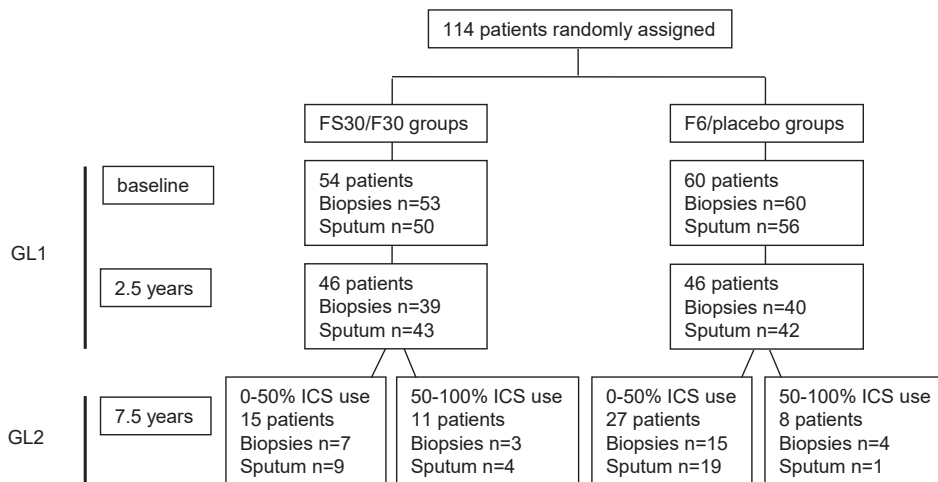 114 patients randomly assigned
FS30/F30 groups
F6/placebo groups
GL1
baseline
54 patients
Biopsies n=53
Sputum n=50
60 patients
Biopsies n=60
Sputum n=56
2.5 years
46 patients
Biopsies n=39
Sputum n=43
46 patients
Biopsies n=40
Sputum n=42
GL2
7.5 years
0-50% ICS use
15 patients
Biopsies n=7
Sputum n=9
50-100% ICS use
11 patients
Biopsies n=3
Sputum n=4
0-50% ICS use
27 patients
Biopsies n=15
Sputum n=19
50-100% ICS use
8 patients
Biopsies n=4
Sputum n=1